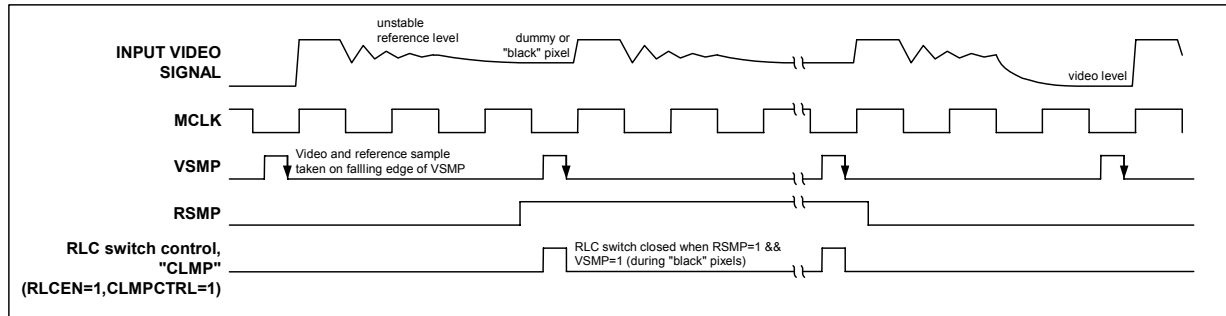 unstable
reference level
dummy or
"black" pixel
INPUT VIDEO
SIGNAL
video level
MCLK
VSMP
Video and reference sample
taken on fallling edge of VSMP
RSMP
RLC switch control,
"CLMP"
(RLCEN=1,CLMPCTRL=1)
RLC switch closed when RSMP=1 &&
VSMP=1 (during "black" pixels)